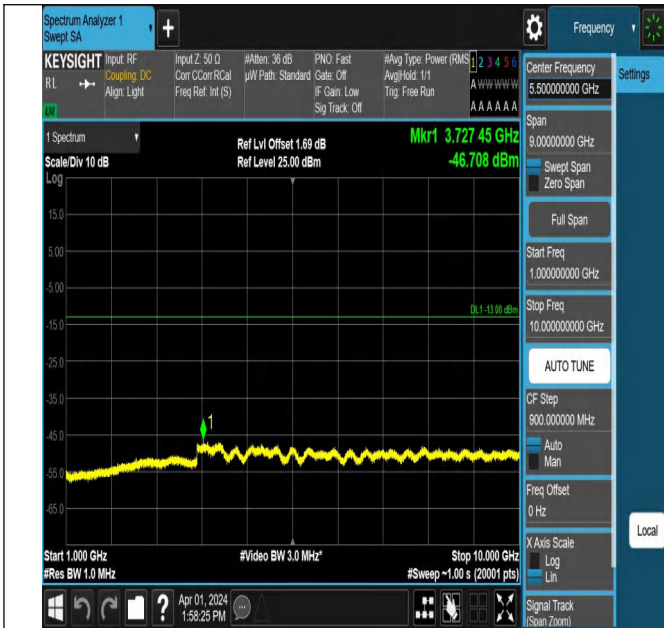 Spectrum Analyzer 1
Swept SA
Frequency
KEYSIGHT
RL
LXI
Input: RF
Coupling: DC
Align: Light
Input Z: 50 Ω
Corr CCorr RCal
Freq Ref: Int (S)
#Atten: 36 dB
µW Path: Standard
PNO: Fast
Gate: Off
IF Gain: Low
Sig Track: Off
#Avg Type: Power (RMS
Avg|Hold: 1/1
Trig: Free Run
1 2 3 4 5 6
A W W W W W
A A A A A A
1 Spectrum
Scale/Div 10 dB
Ref Lvl Offset 1.69 dB
Ref Level 25.00 dBm
Mkr1 3.727 45 GHz
-46.708 dBm
Log
15.0
5.00
-5.00
DL1 -13.00 dBm
-15.0
-25.0
-35.0
1
-45.0
-55.0
-65.0
Start 1.000 GHz
#Res BW 1.0 MHz
#Video BW 3.0 MHz*
Stop 10.000 GHz
#Sweep ~1.00 s (20001 pts)
?
Apr 01, 2024
1:58:25 PM
Center Frequency
5.500000000 GHz
Settings
Span
9.00000000 GHz
Swept Span
Zero Span
Full Span
Start Freq
1.000000000 GHz
Stop Freq
10.000000000 GHz
AUTO TUNE
CF Step
900.000000 MHz
Auto
Man
Freq Offset
0 Hz
X Axis Scale
Log
Lin
Local
Signal Track
(Span Zoom)